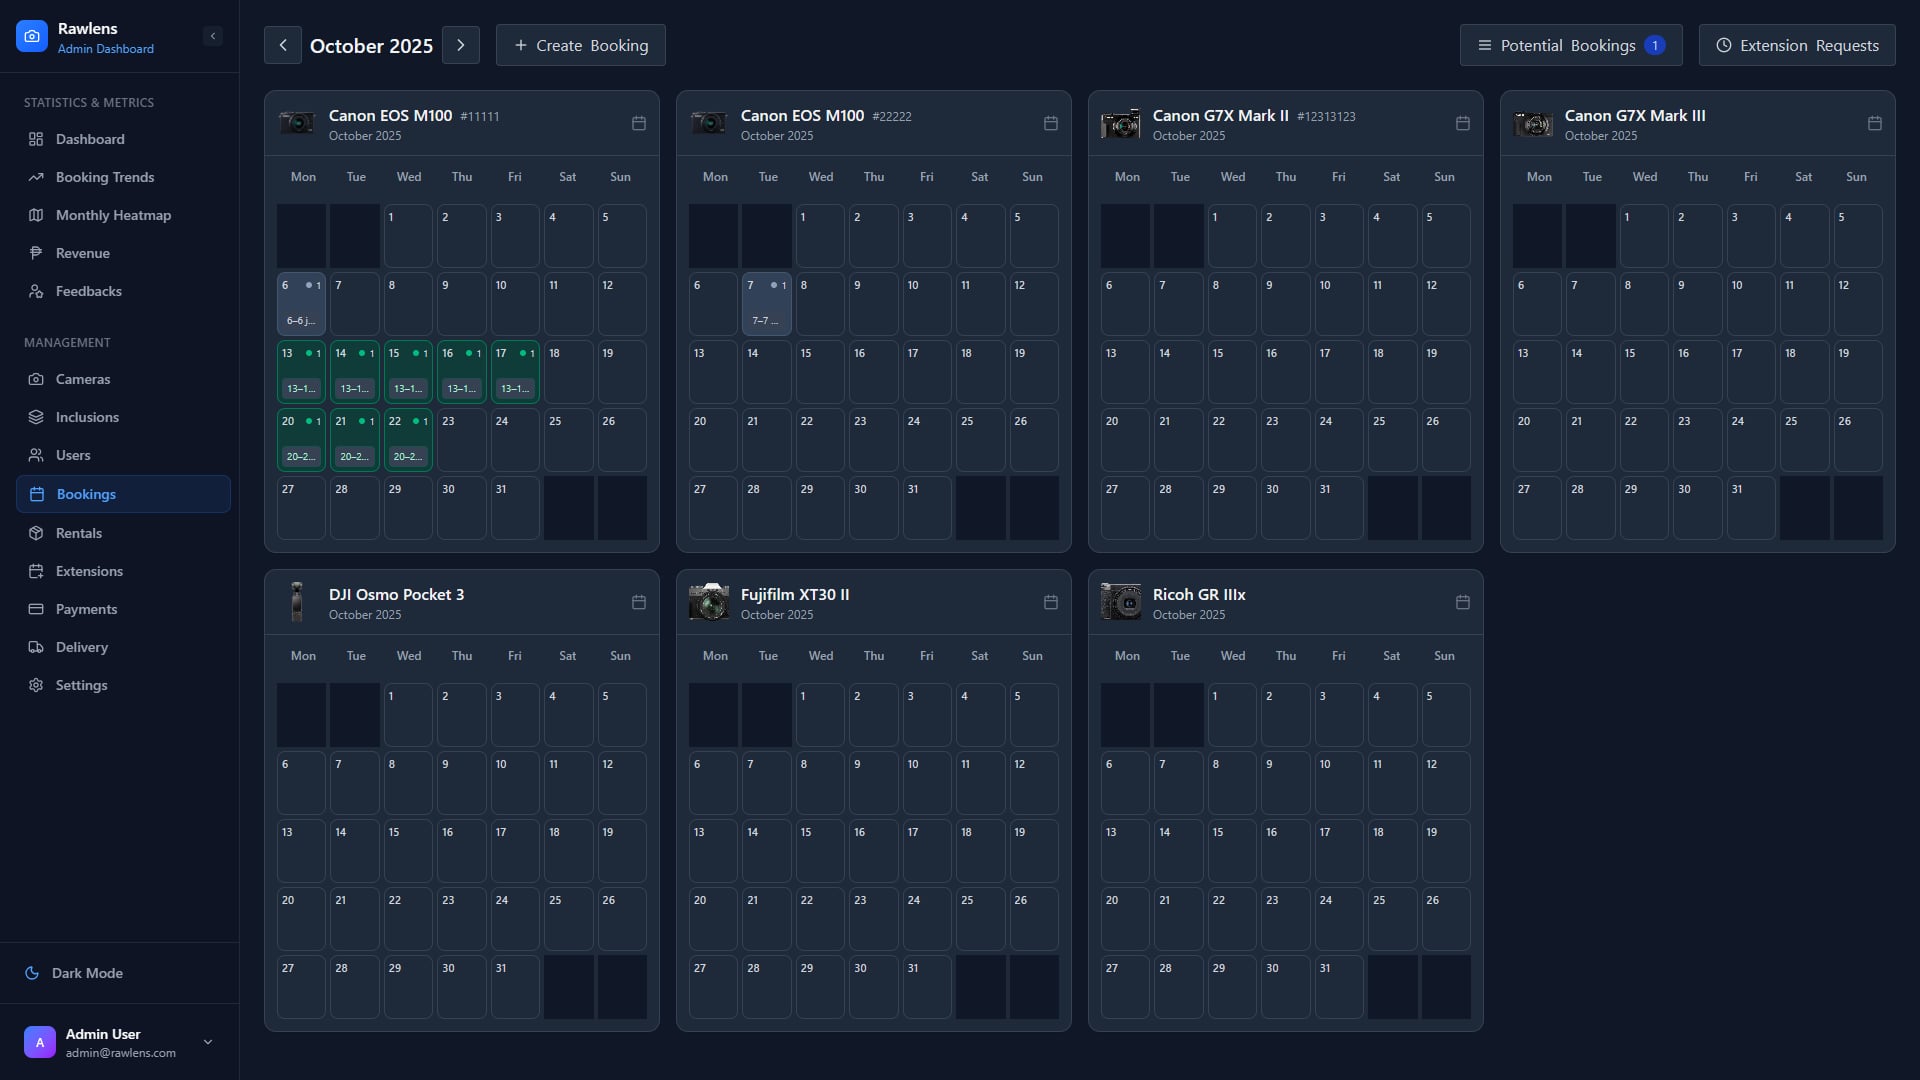 Rawlens
Admin Dashboard
STATISTICS & METRICS
Dashboard
Booking Trends
Monthly Heatmap
Revenue
Feedbacks
MANAGEMENT
Cameras
Inclusions
Users
Bookings
Rentals
Extensions
Payments
Delivery
Settings
Dark Mode
A
Admin User
admin@rawlens.com
October 2025
Create Booking
Potential Bookings 1
Extension Requests
Canon EOS M100 #11111
October 2025
Mon Tue Wed Thu Fri Sat Sun
1 2 3 4 5
6 1 7 8 9 10 11 12
6–6 j...
13 1 14 1 15 1 16 1 17 1 18 19
13–1... 13–1... 13–1... 13–1... 13–1...
20 1 21 1 22 1 23 24 25 26
20–2... 20–2... 20–2...
27 28 29 30 31
Canon EOS M100 #22222
October 2025
Mon Tue Wed Thu Fri Sat Sun
1 2 3 4 5
6 7 1 8 9 10 11 12
7–7 ...
13 14 15 16 17 18 19
20 21 22 23 24 25 26
27 28 29 30 31
Canon G7X Mark II #12313123
October 2025
Mon Tue Wed Thu Fri Sat Sun
1 2 3 4 5
6 7 8 9 10 11 12
13 14 15 16 17 18 19
20 21 22 23 24 25 26
27 28 29 30 31
Canon G7X Mark III
October 2025
Mon Tue Wed Thu Fri Sat Sun
1 2 3 4 5
6 7 8 9 10 11 12
13 14 15 16 17 18 19
20 21 22 23 24 25 26
27 28 29 30 31
DJI Osmo Pocket 3
October 2025
Mon Tue Wed Thu Fri Sat Sun
1 2 3 4 5
6 7 8 9 10 11 12
13 14 15 16 17 18 19
20 21 22 23 24 25 26
27 28 29 30 31
Fujifilm XT30 II
October 2025
Mon Tue Wed Thu Fri Sat Sun
1 2 3 4 5
6 7 8 9 10 11 12
13 14 15 16 17 18 19
20 21 22 23 24 25 26
27 28 29 30 31
Ricoh GR IIIx
October 2025
Mon Tue Wed Thu Fri Sat Sun
1 2 3 4 5
6 7 8 9 10 11 12
13 14 15 16 17 18 19
20 21 22 23 24 25 26
27 28 29 30 31